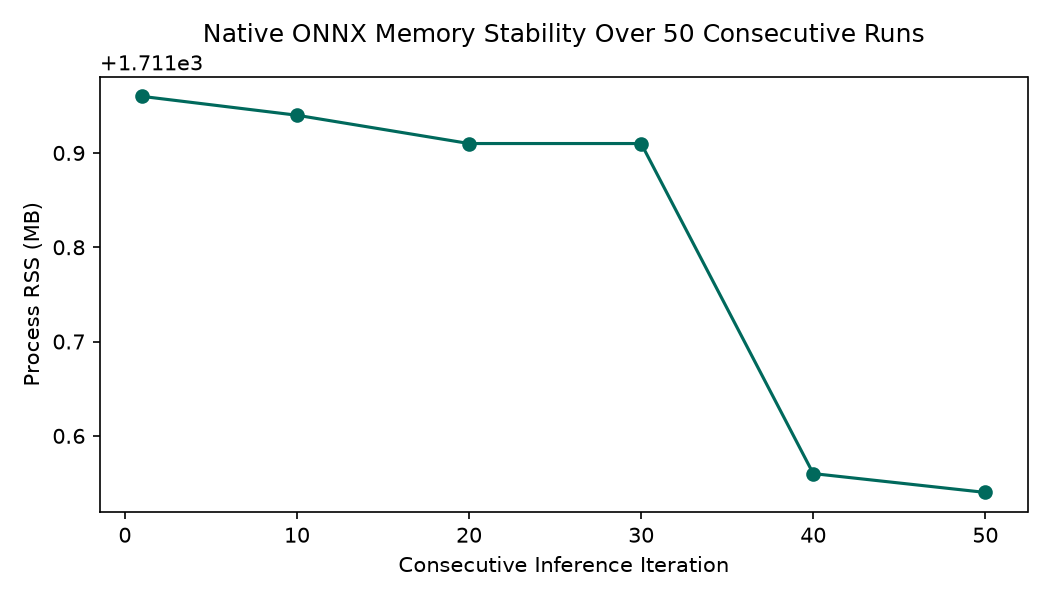 Native ONNX Memory Stability Over 50 Consecutive Runs
+1.711e3
0.9
0.8
0.7
0.6
Process RSS (MB)
0 10 20 30 40 50
Consecutive Inference Iteration